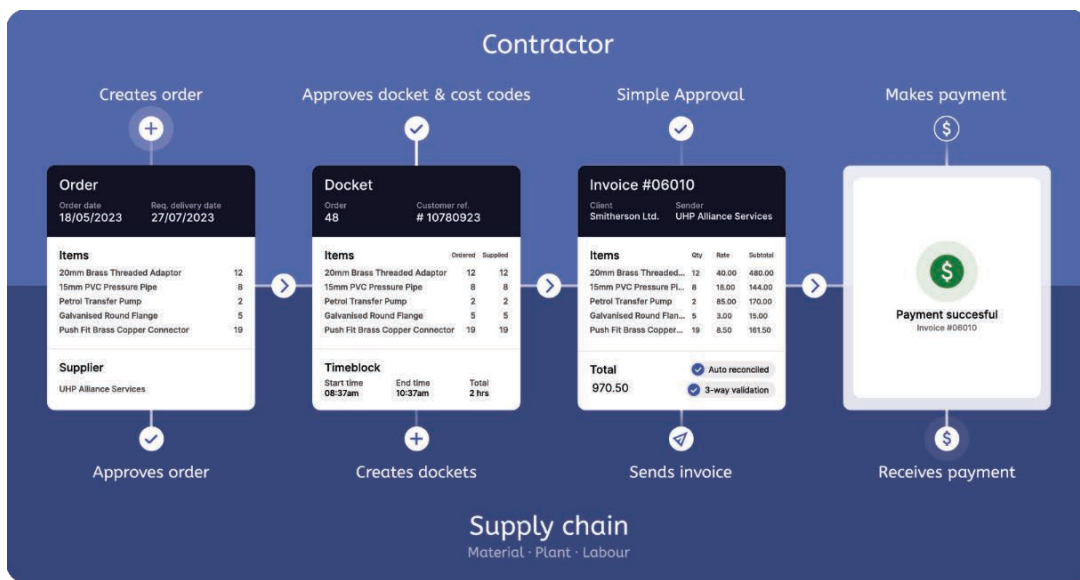 Contractor
Creates order
Approves docket & cost codes
Simple Approval
Makes payment
Order
Order date Req. delivery date
18/05/2023 27/07/2023
Items
20mm Brass Threaded Adaptor 12
15mm PVC Pressure Pipe 8
Petrol Transfer Pump 2
Galvanised Round Flange 5
Push Fit Brass Copper Connector 19
Supplier
UHP Alliance Services
Docket
Order Customer ref.
48 # 10780923
Items Ordered Supplied
20mm Brass Threaded Adaptor 12 12
15mm PVC Pressure Pipe 8 8
Petrol Transfer Pump 2 2
Galvanised Round Flange 5 5
Push Fit Brass Copper Connector 19 19
Timeblock
Start time End time Total
08:37am 10:37am 2 hrs
Invoice #06010
Client Sender
Smitherson Ltd. UHP Alliance Services
Items Qty Rate Subtotal
20mm Brass Threaded... 12 40.00 480.00
15mm PVC Pressure Pi... 8 18.00 144.00
Petrol Transfer Pump 2 85.00 170.00
Galvanised Round Flan... 5 3.00 15.00
Push Fit Brass Copper... 19 8.50 161.50
Total Auto reconciled
970.50 3-way validation
$
$
Payment succesful
Invoice #06010
$
Approves order
Creates dockets
Sends invoice
Receives payment
Supply chain
Material · Plant · Labour